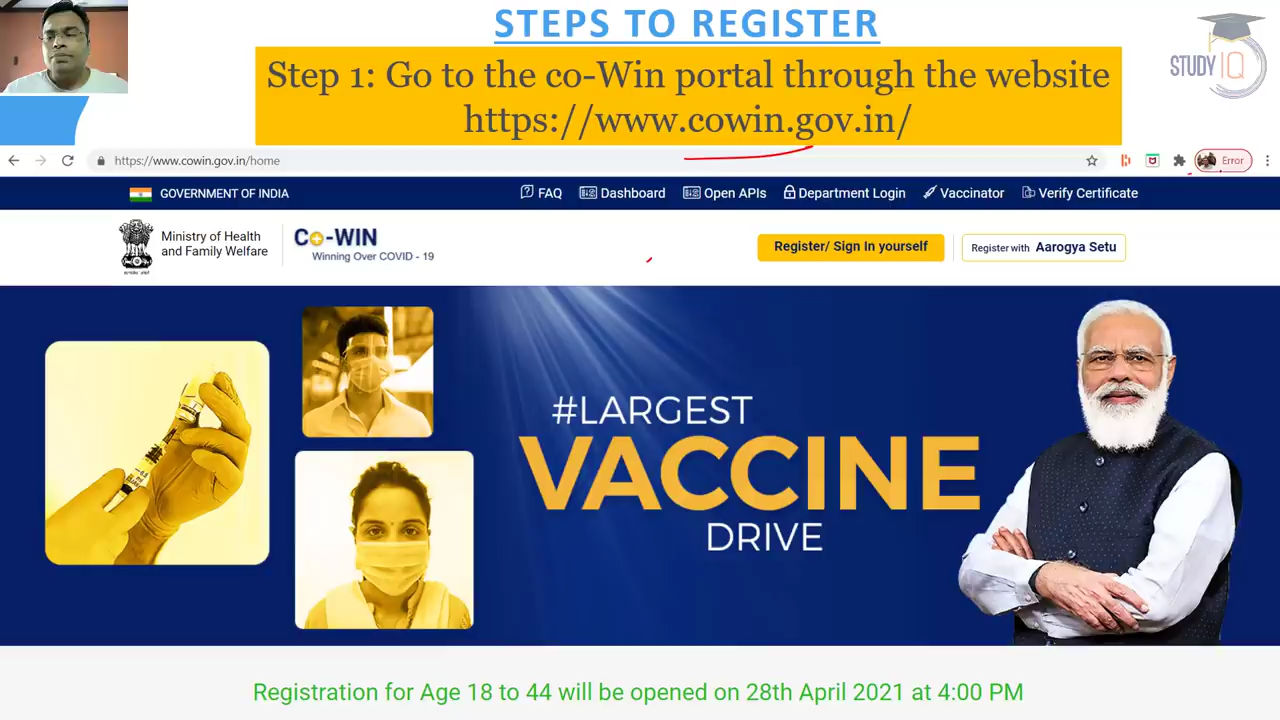 STEPS TO REGISTER
STUDY IQ
Step 1: Go to the co-Win portal through the website
https://www.cowin.gov.in/
https://www.cowin.gov.in/home
Error
GOVERNMENT OF INDIA
FAQ
Dashboard
Open APIs
Department Login
Vaccinator
Verify Certificate
Ministry of Health
and Family Welfare
Co-WIN
Winning Over COVID - 19
Register/ Sign In yourself
Register with Aarogya Setu
#LARGEST
VACCINE
DRIVE
Registration for Age 18 to 44 will be opened on 28th April 2021 at 4:00 PM